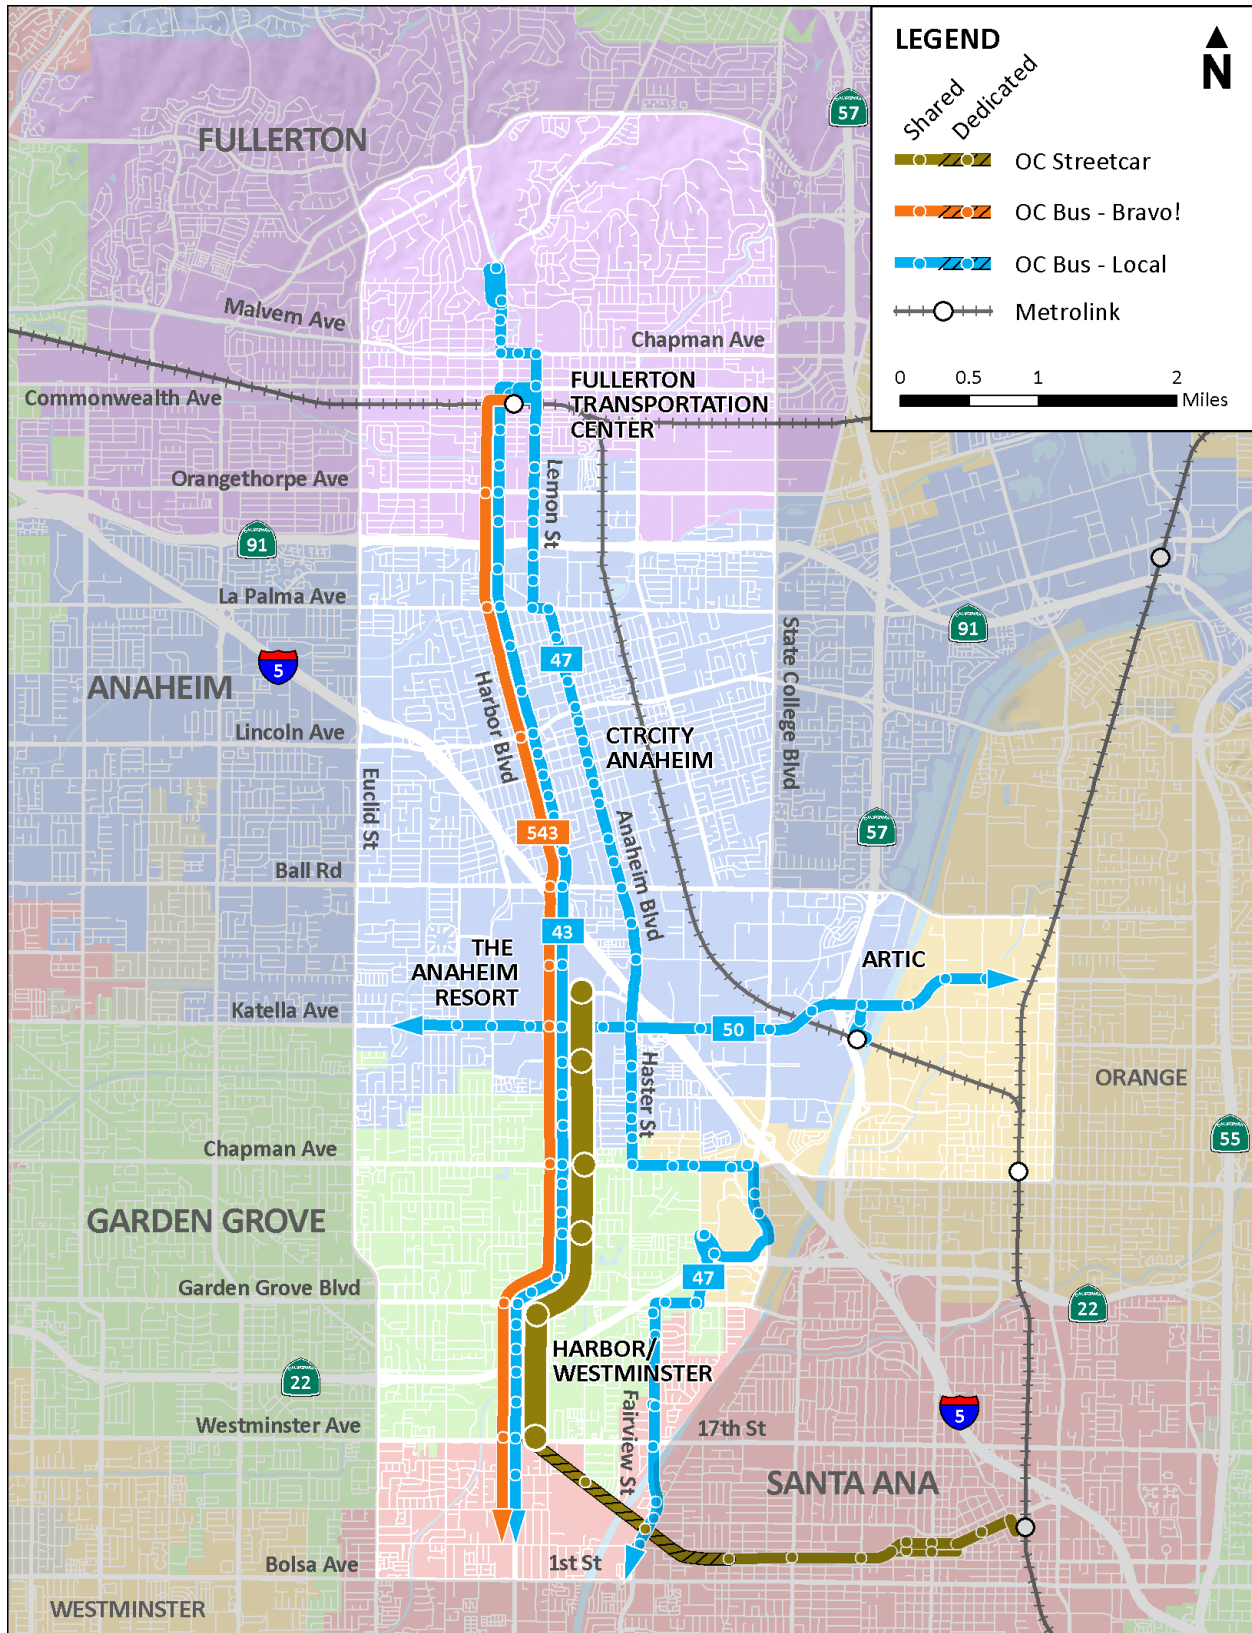 LEGEND
N
Shared
Dedicated
OC Streetcar
OC Bus - Bravo!
OC Bus - Local
Metrolink
0 0.5 1 2
Miles
57
FULLERTON
Malvern Ave
Chapman Ave
Commonwealth Ave
FULLERTON
TRANSPORTATION
CENTER
Orangethorpe Ave
Lemon St
CALIFORNIA
91
La Palma Ave
State College Blvd
91
47
5
ANAHEIM
Harbor Blvd
Lincoln Ave
CTRCITY
ANAHEIM
Euclid St
57
543
Anaheim Blvd
Ball Rd
43
THE
ANAHEIM
RESORT
ARTIC
Katella Ave
50
Haster St
ORANGE
Chapman Ave
55
GARDEN GROVE
Garden Grove Blvd
47
22
HARBOR/
WESTMINSTER
22
Fairview St
5
Westminster Ave
17th St
SANTA ANA
Bolsa Ave
1st St
WESTMINSTER